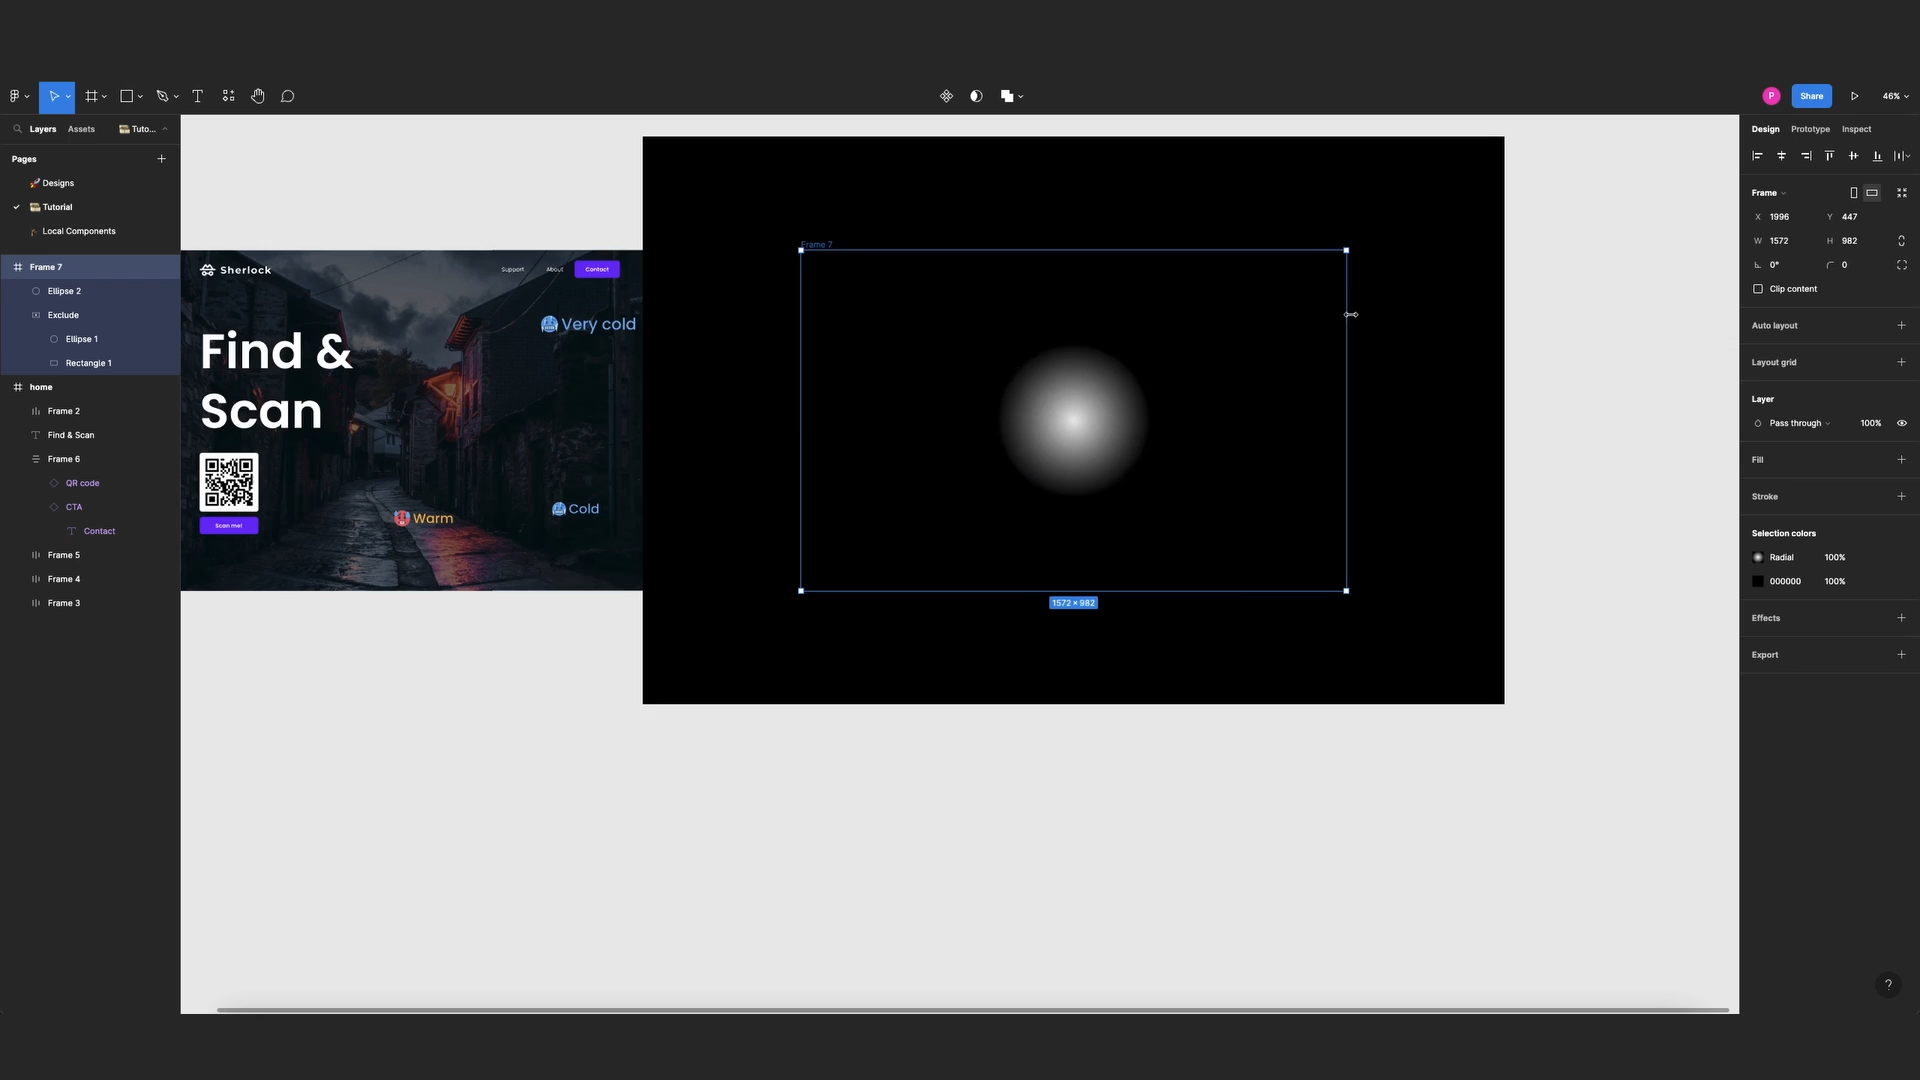 P
Share
46%
Layers
Assets
Tuto...
Pages
Designs
Tutorial
Local Components
Frame 7
Ellipse 2
Exclude
Ellipse 1
Rectangle 1
home
Frame 2
Find & Scan
Frame 6
QR code
CTA
Contact
Frame 5
Frame 4
Frame 3
Sherlock
Support
About
Contact
Find &
Scan
Very cold
Scan me!
Warm
Cold
Frame 7
1572 × 982
Design
Prototype
Inspect
Frame
X 1996
Y 447
W 1572
H 982
0°
0
Clip content
Auto layout
Layout grid
Layer
Pass through
100%
Fill
Stroke
Selection colors
Radial
100%
000000
100%
Effects
Export
?